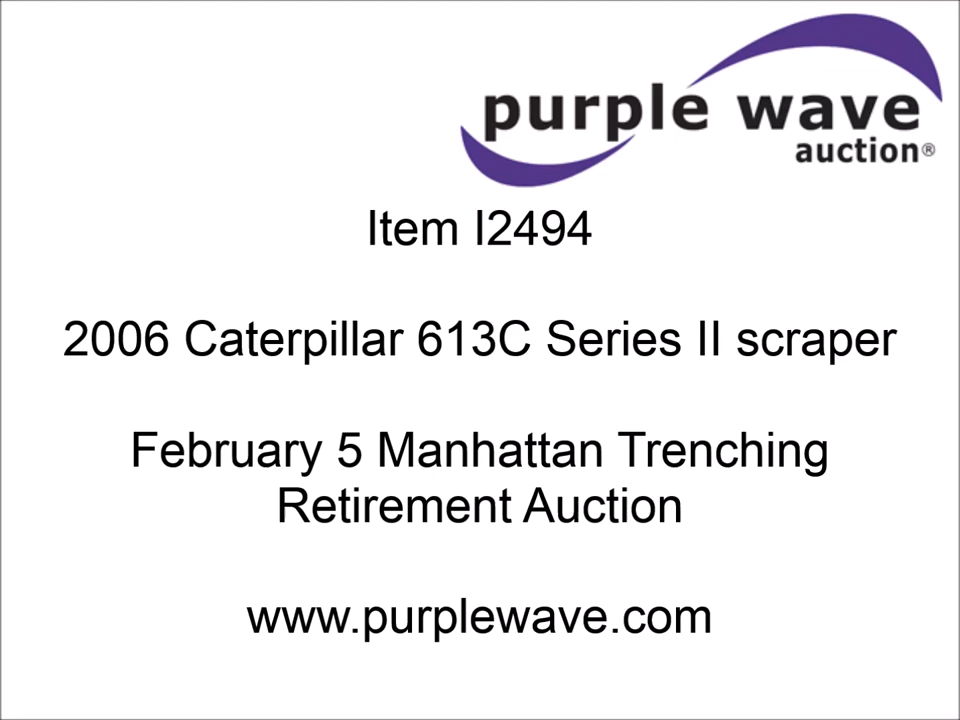 purple wave
auction®
Item I2494
2006 Caterpillar 613C Series II scraper
February 5 Manhattan Trenching
Retirement Auction
www.purplewave.com